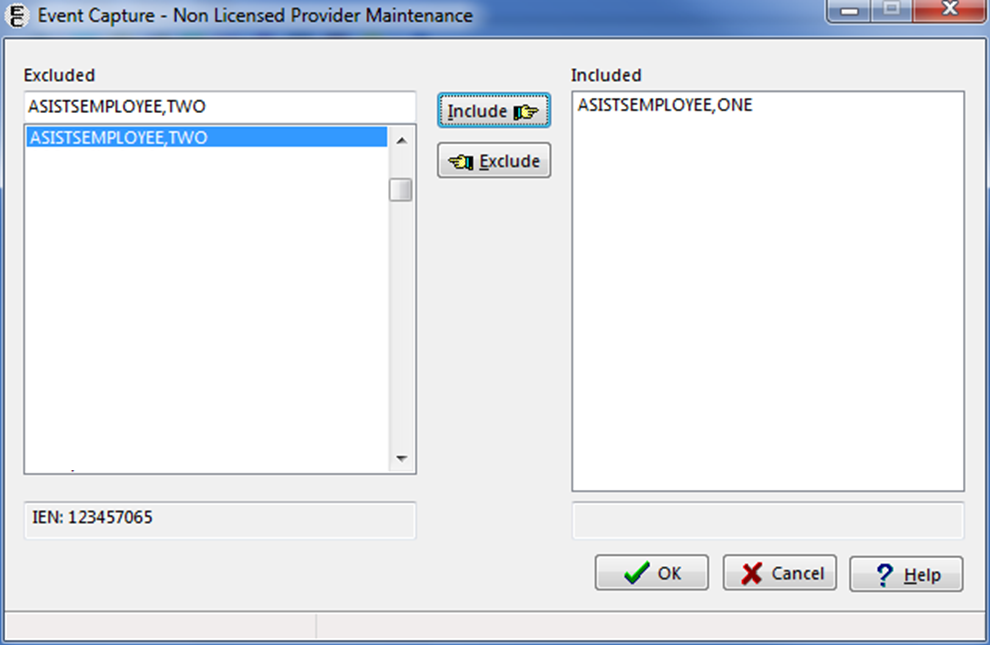 Event Capture - Non Licensed Provider Maintenance
Excluded
ASISTSEMPLOYEE,TWO
ASISTSEMPLOYEE,TWO
IEN: 123457065
Include
Exclude
Included
ASISTSEMPLOYEE,ONE
OK
Cancel
Help